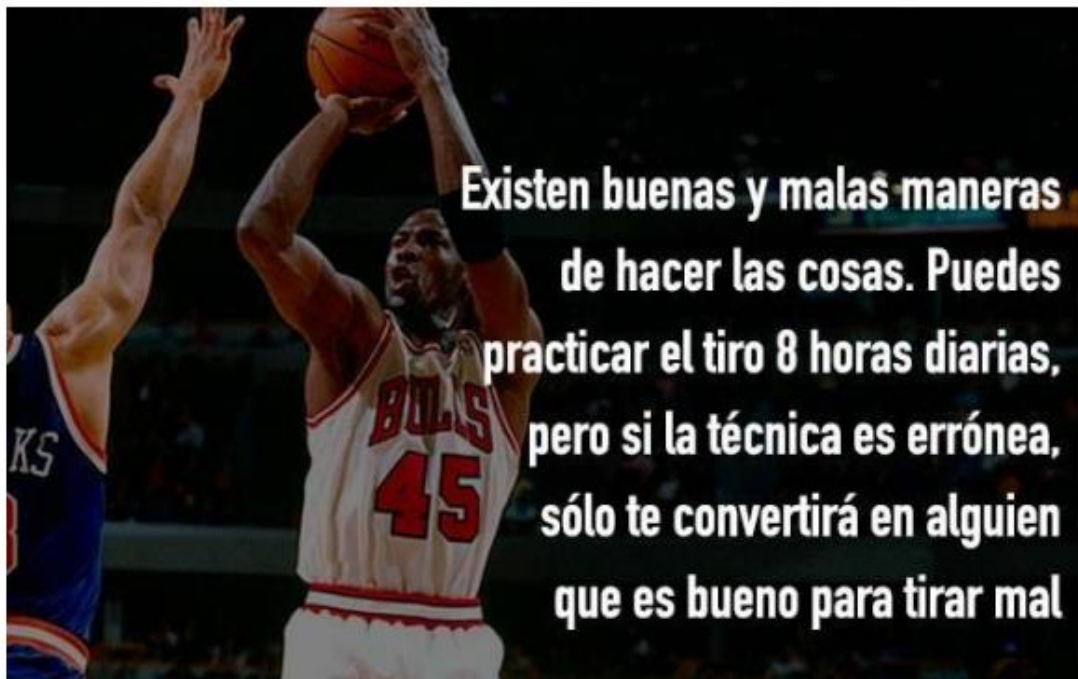 Existen buenas y malas maneras
de hacer las cosas. Puedes
practicar el tiro 8 horas diarias,
pero si la técnica es errónea,
sólo te convertirá en alguien
que es bueno para tirar mal
BULLS
45
KS